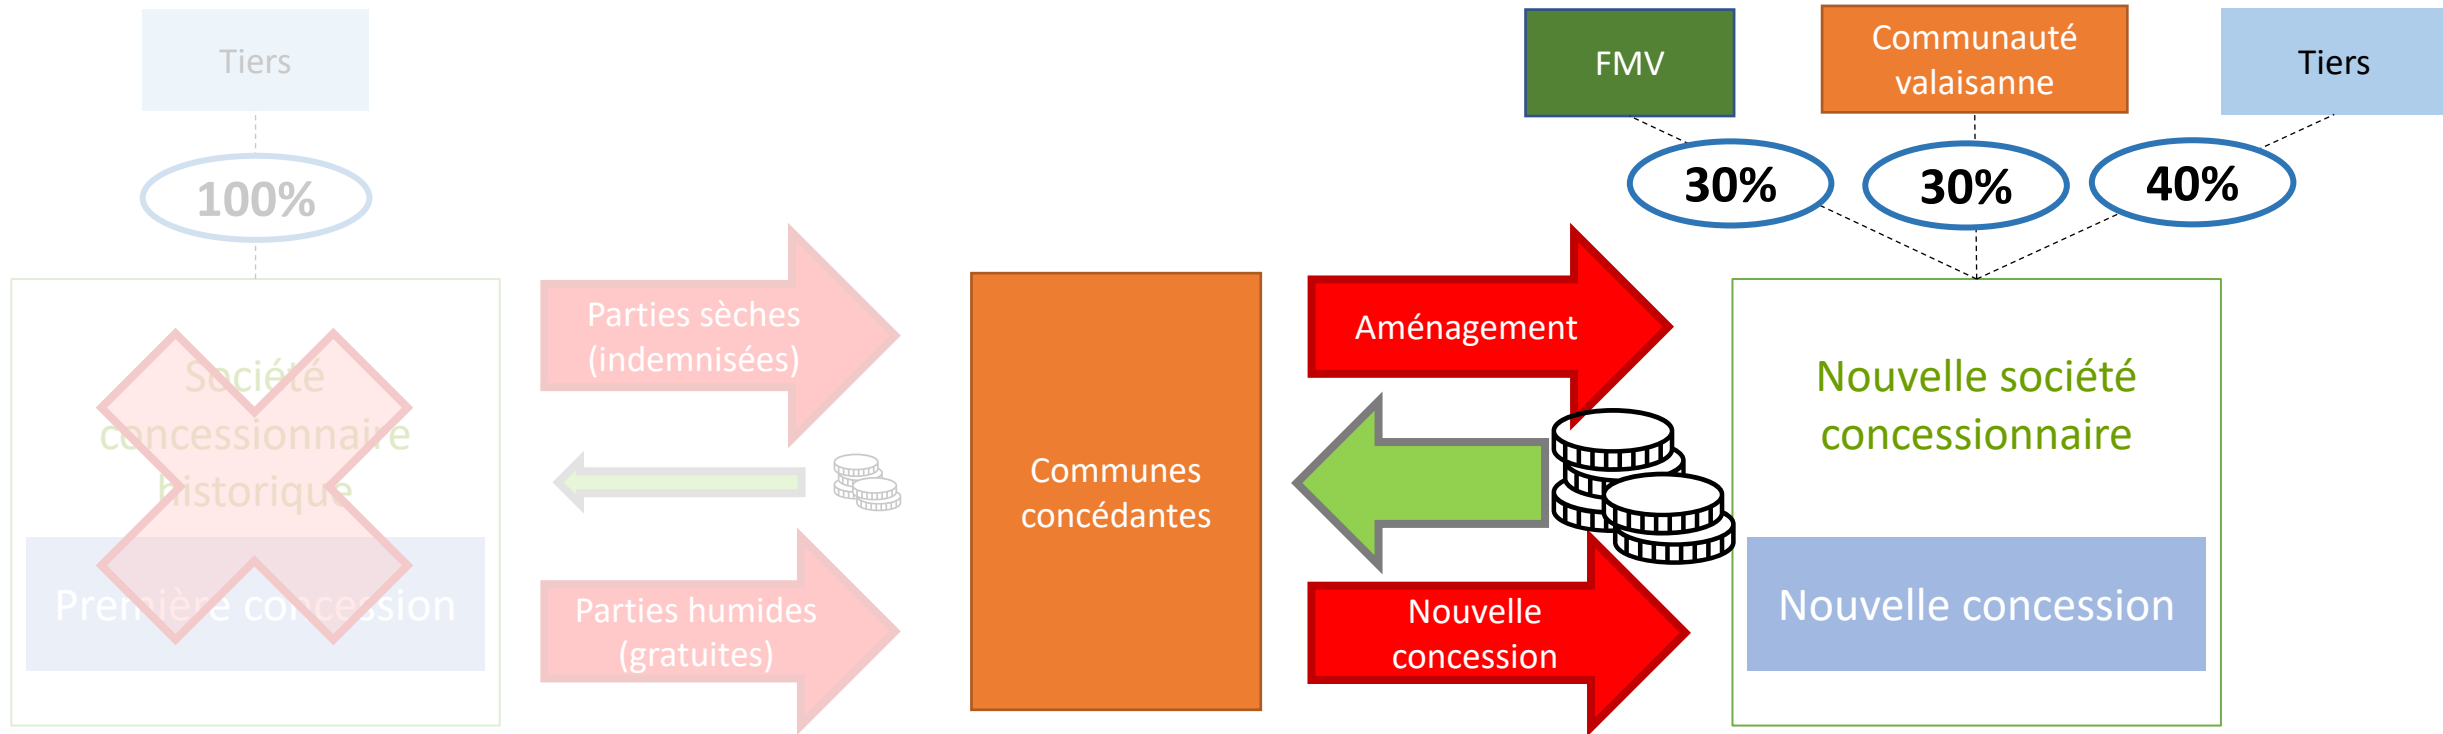 Tiers
100%
Société
concessionnaire
historique
Première concession
Parties sèches
(indemnisées)
Parties humides
(gratuites)
Communes
concédantes
Aménagement
Nouvelle
concession
FMV
Communauté
valaisanne
Tiers
30%
30%
40%
Nouvelle société
concessionnaire
Nouvelle concession